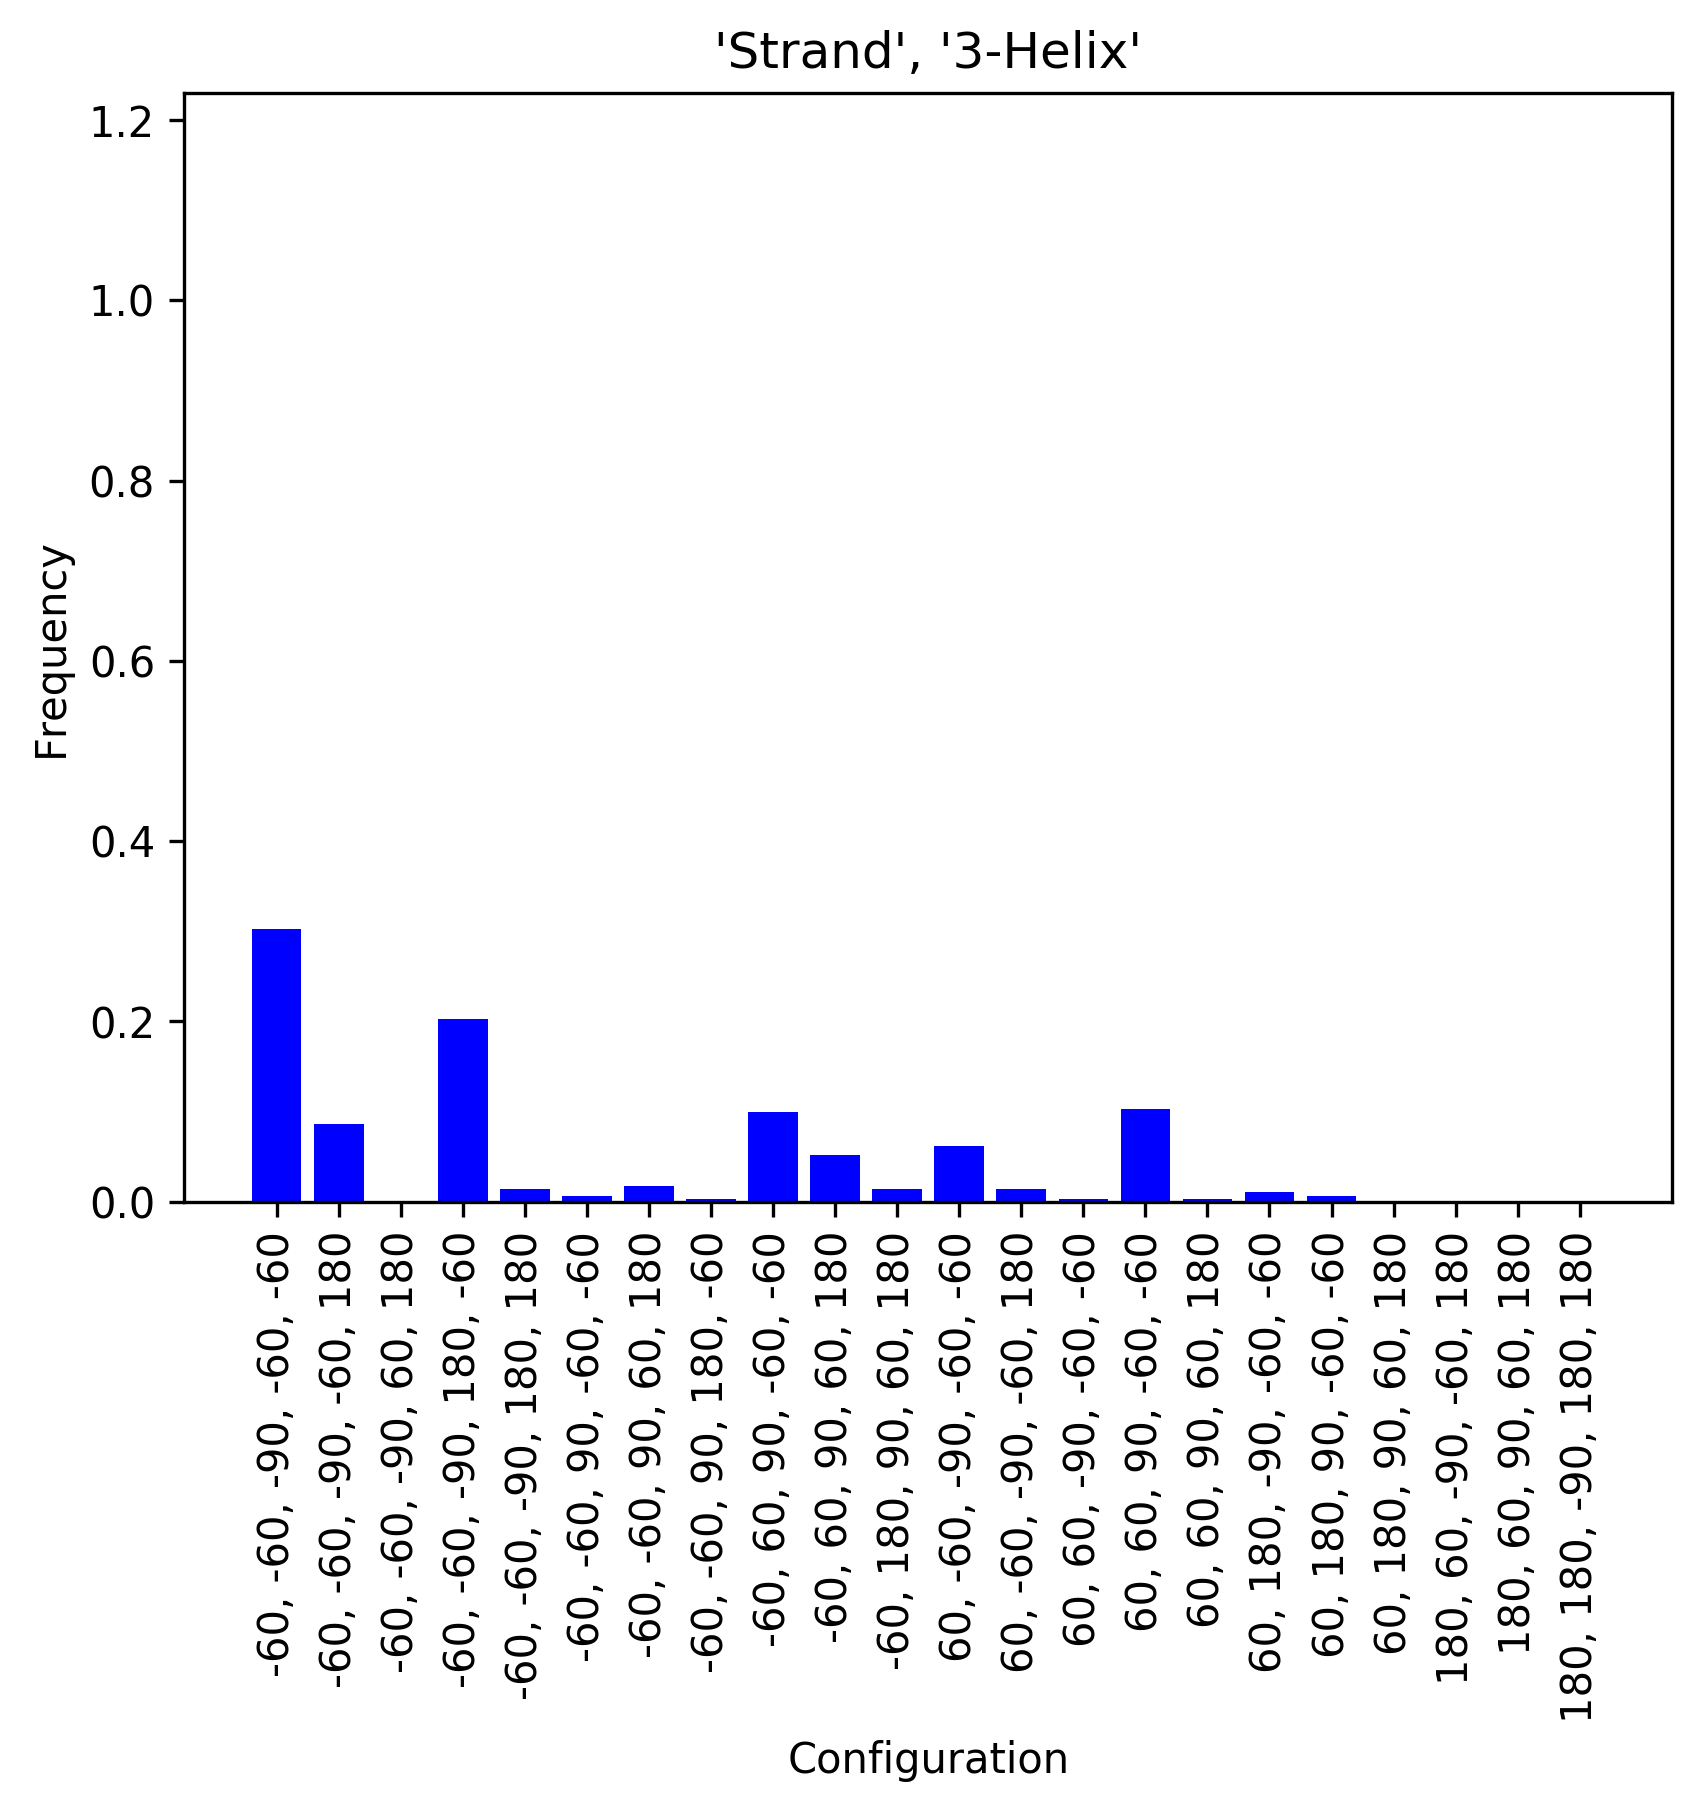 'Strand', '3-Helix'
Frequency
1.2
1.0
0.8
0.6
0.4
0.2
0.0
-60, -60, -90, -60, -60
-60, -60, -90, -60, 180
-60, -60, -90, 60, 180
-60, -60, -90, 180, -60
-60, -60, -90, 180, 180
-60, -60, 90, -60, -60
-60, -60, 90, 60, 180
-60, -60, 90, 180, -60
-60, 60, 90, -60, -60
-60, 60, 90, 60, 180
-60, 180, 90, 60, 180
60, -60, -90, -60, -60
60, -60, -90, -60, 180
60, 60, -90, -60, -60
60, 60, 90, -60, -60
60, 60, 90, 60, 180
60, 180, -90, -60, -60
60, 180, 90, -60, -60
60, 180, 90, 60, 180
180, 60, -90, -60, 180
180, 60, 90, 60, 180
180, 180, -90, 180, 180
Configuration